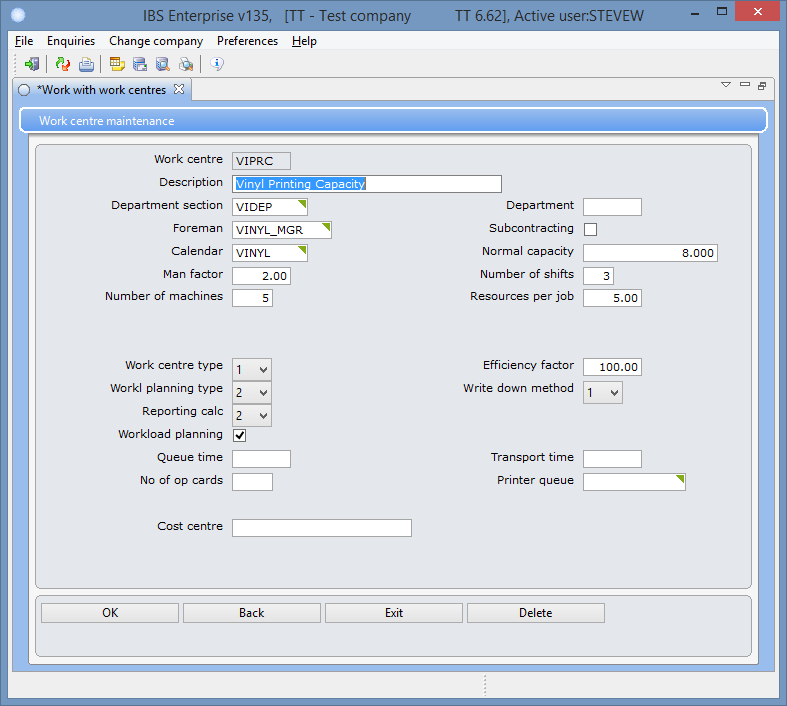 IBS Enterprise v135, [TT - Test company TT 6.62], Active user:STEVEW
File Enquiries Change company Preferences Help
*Work with work centres
Work centre maintenance
Work centre VIPRC
Description Vinyl Printing Capacity
Department section VIDEP Department
Foreman VINYL_MGR Subcontracting
Calendar VINYL Normal capacity 8.000
Man factor 2.00 Number of shifts 3
Number of machines 5 Resources per job 5.00
Work centre type 1 Efficiency factor 100.00
Workl planning type 2 Write down method 1
Reporting calc 2
Workload planning
Queue time Transport time
No of op cards Printer queue
Cost centre
OK Back Exit Delete